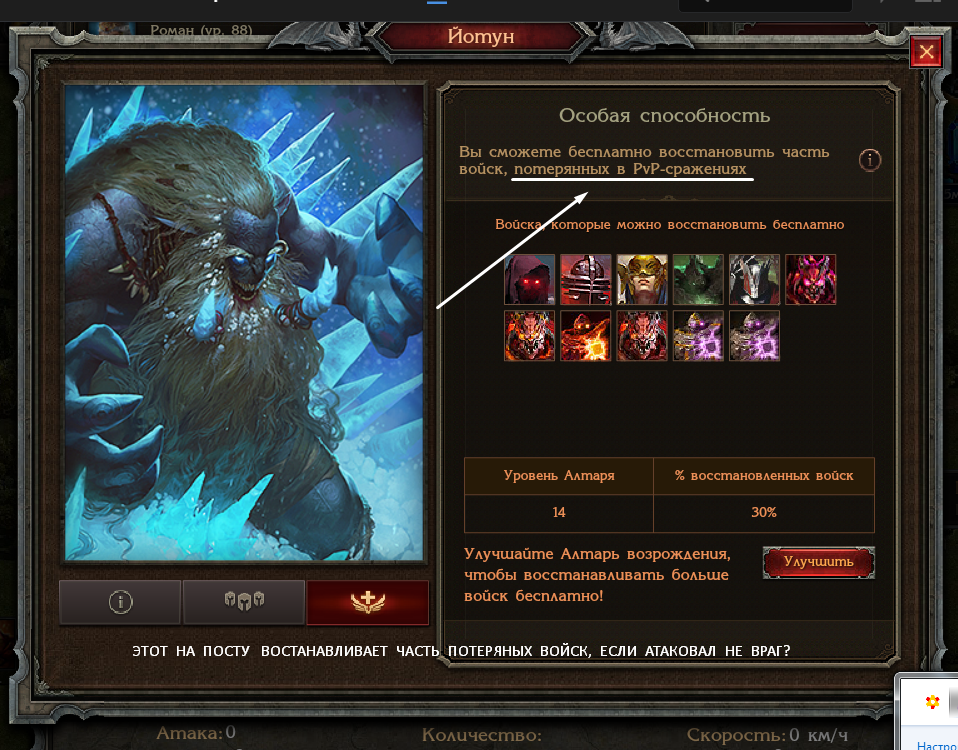 Роман (ур. 88)
Йотун
Особая способность
Вы сможете бесплатно восстановить часть
войск, потерянных в PvP-сражениях
Войска, которые можно восстановить бесплатно
Уровень Алтаря
% восстановленных войск
14
30%
Улучшайте Алтарь возрождения,
чтобы восстанавливать больше
войск бесплатно!
Улучшить
ЭТОТ НА ПОСТУ ВОСТАНАВЛИВАЕТ ЧАСТЬ ПОТЕРЯНЫХ ВОЙСК, ЕСЛИ АТАКОВАЛ НЕ ВРАГ?
Атака: 0
Количество:
Скорость: 0 км/ч
Настро